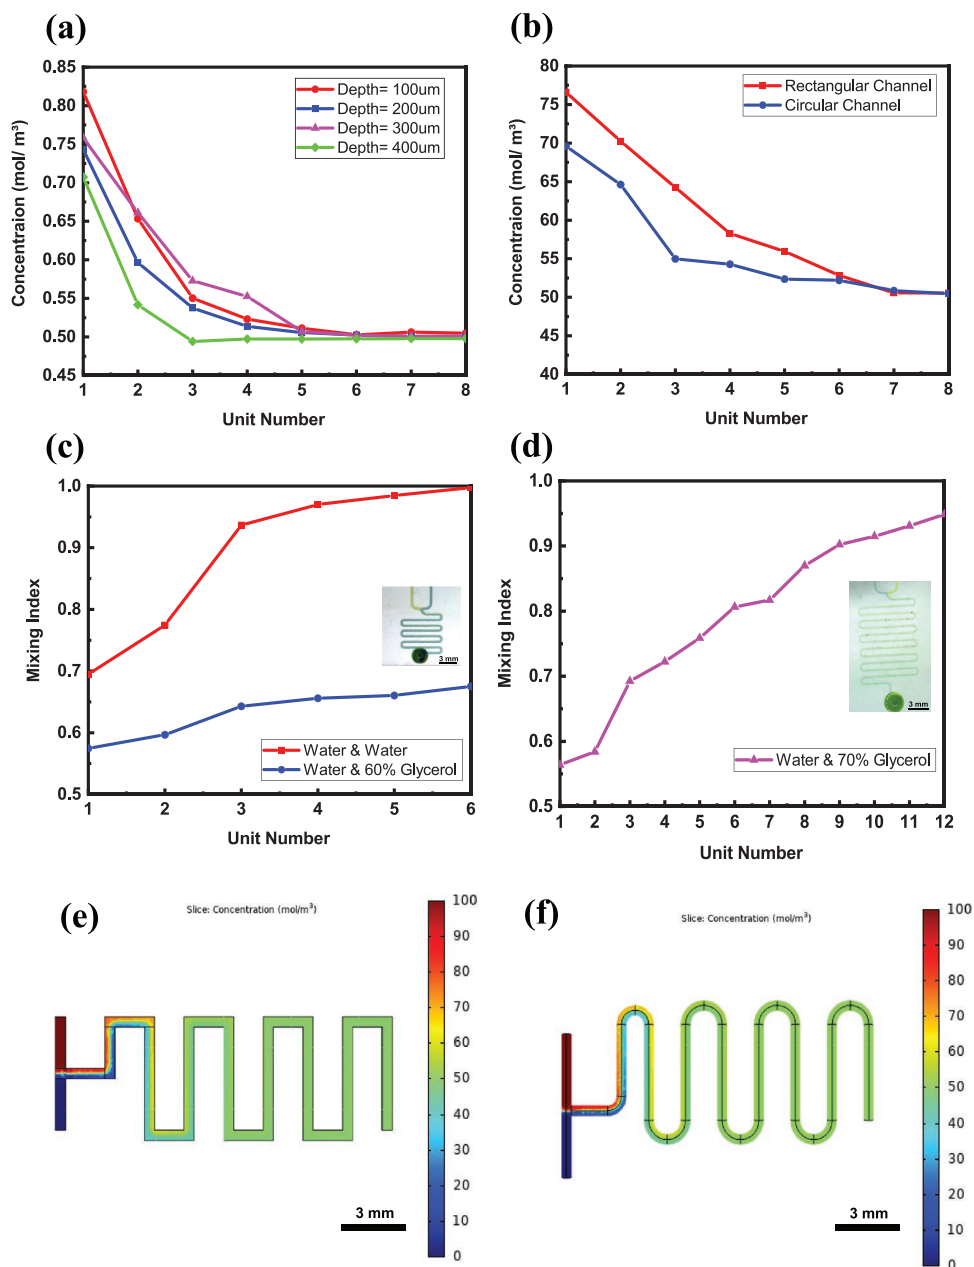 (a)
0.85
0.80
0.75
0.70
0.65
0.60
0.55
0.50
0.45
Concentraion (mol/ m³)
Depth= 100um
Depth= 200um
Depth= 300um
Depth= 400um
1 2 3 4 5 6 7 8
Unit Number
(b)
80
75
70
65
60
55
50
45
40
Concentraion (mol/ m³)
Rectangular Channel
Circular Channel
1 2 3 4 5 6 7 8
Unit Number
(c)
1.0
0.9
0.8
0.7
0.6
0.5
Mixing Index
3 mm
Water & Water
Water & 60% Glycerol
1 2 3 4 5 6
Unit Number
(d)
1.0
0.9
0.8
0.7
0.6
0.5
Mixing Index
3 mm
Water & 70% Glycerol
1 2 3 4 5 6 7 8 9 10 11 12
Unit Number
(e)
Slice: Concentration (mol/m³)
100
90
80
70
60
50
40
30
20
10
0
3 mm
(f)
Slice: Concentration (mol/m³)
100
90
80
70
60
50
40
30
20
10
0
3 mm